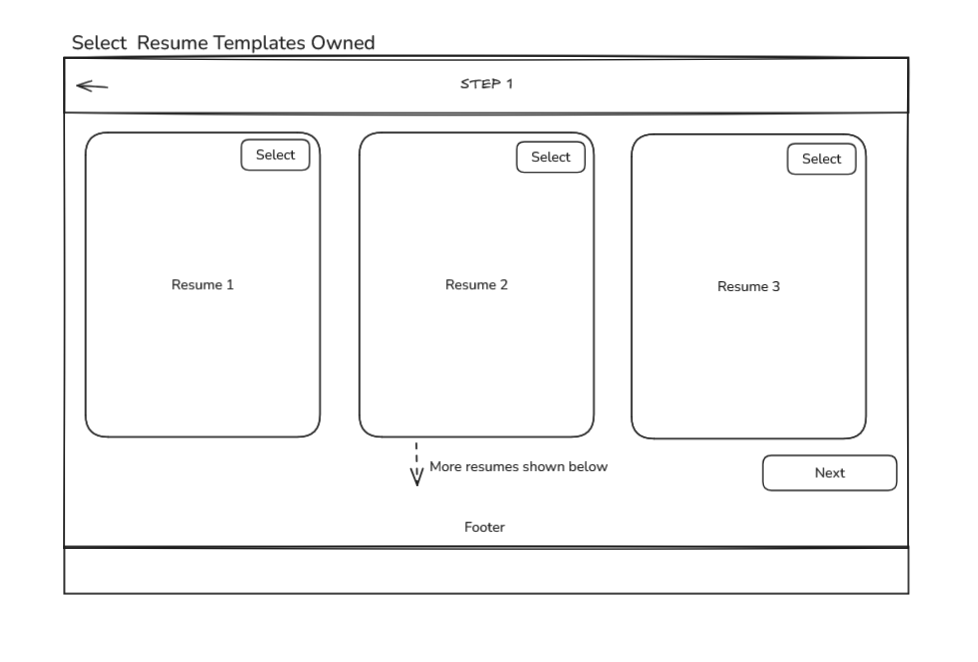 Select Resume Templates Owned
STEP 1
Select
Select
Select
Resume 1
Resume 2
Resume 3
More resumes shown below
Next
Footer